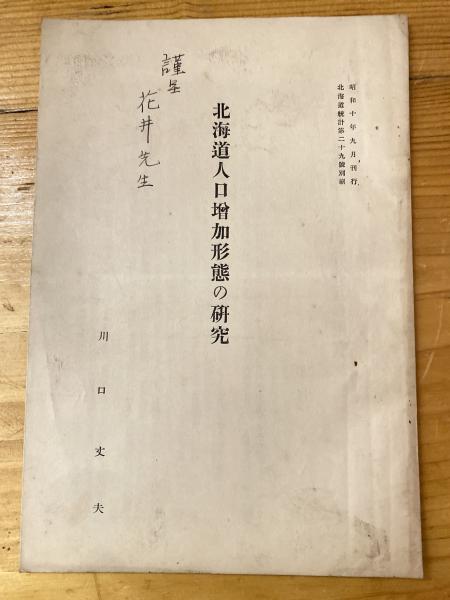 昭和十年九月刊行
北海道統計第二十九號別刷
北海道人口増加形態の研究
謹呈
花井先生
川口丈夫